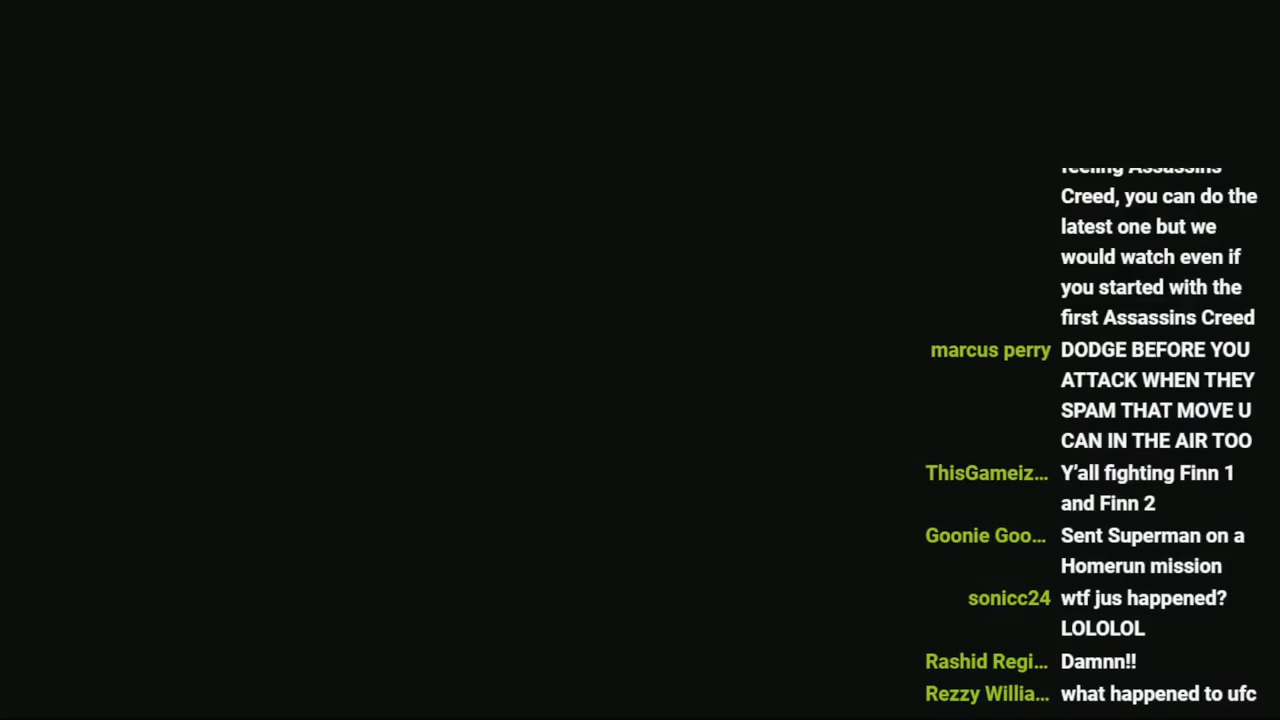 feeling Assassins
Creed, you can do the
latest one but we
would watch even if
you started with the
first Assassins Creed
marcus perry DODGE BEFORE YOU
ATTACK WHEN THEY
SPAM THAT MOVE U
CAN IN THE AIR TOO
ThisGameiz... Y'all fighting Finn 1
and Finn 2
Goonie Goo... Sent Superman on a
Homerun mission
sonicc24 wtf jus happened?
LOLOLOL
Rashid Regi... Damnn!!
Rezzy Willia... what happened to ufc